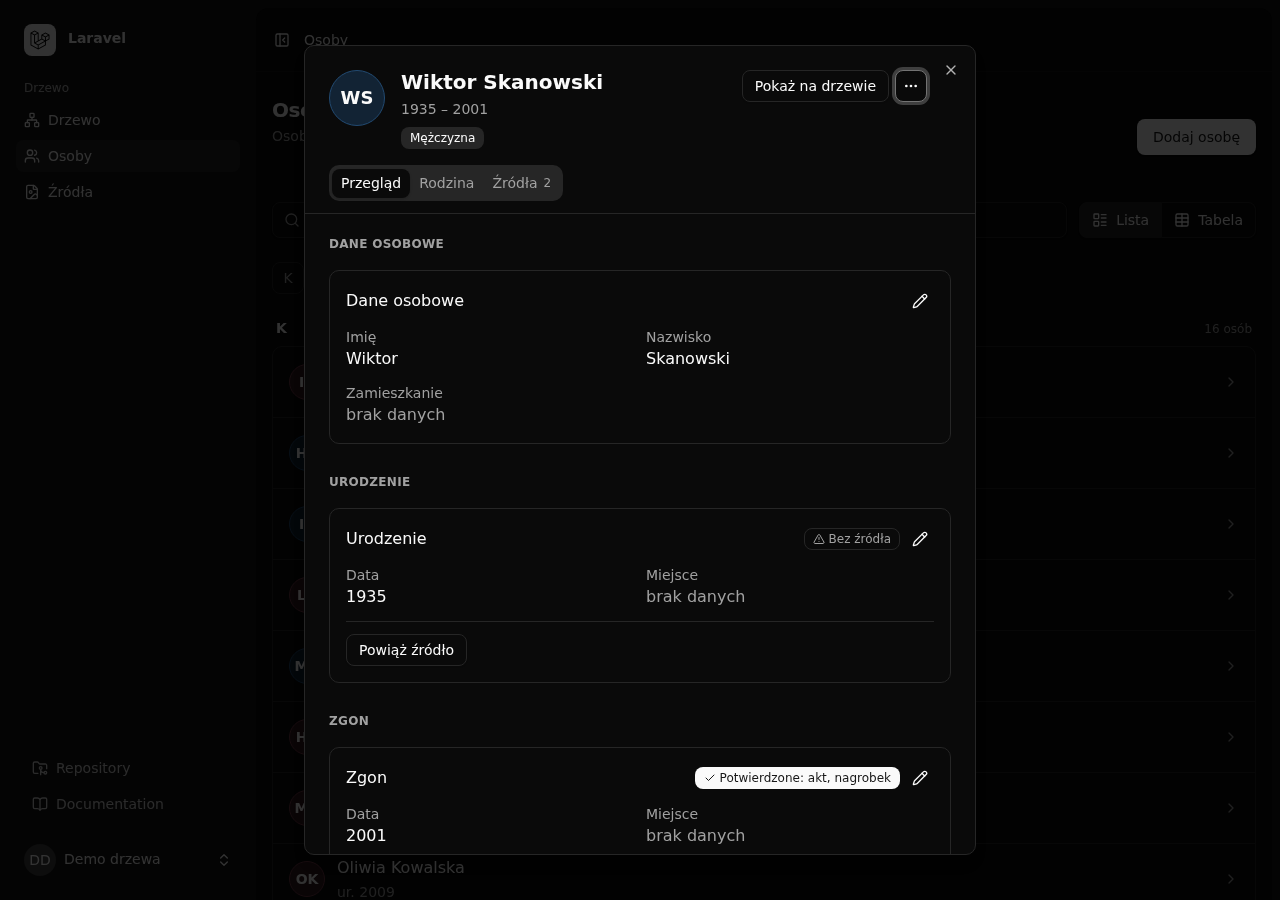 Laravel
Osoby
Drzewo
Drzewo
Osoby
Źródła
Dodaj osobę
Lista
Tabela
K
K
16 osób
WS
Wiktor Skanowski
1935 – 2001
Mężczyzna
Pokaż na drzewie
Przegląd
Rodzina
Źródła 2
DANE OSOBOWE
Dane osobowe
Imię
Nazwisko
Wiktor
Skanowski
Zamieszkanie
brak danych
URODZENIE
Urodzenie
Bez źródła
Data
Miejsce
1935
brak danych
Powiąż źródło
ZGON
Zgon
Potwierdzone: akt, nagrobek
Data
Miejsce
2001
brak danych
Repository
Documentation
DD
Demo drzewa
OK
Oliwia Kowalska
ur. 2009